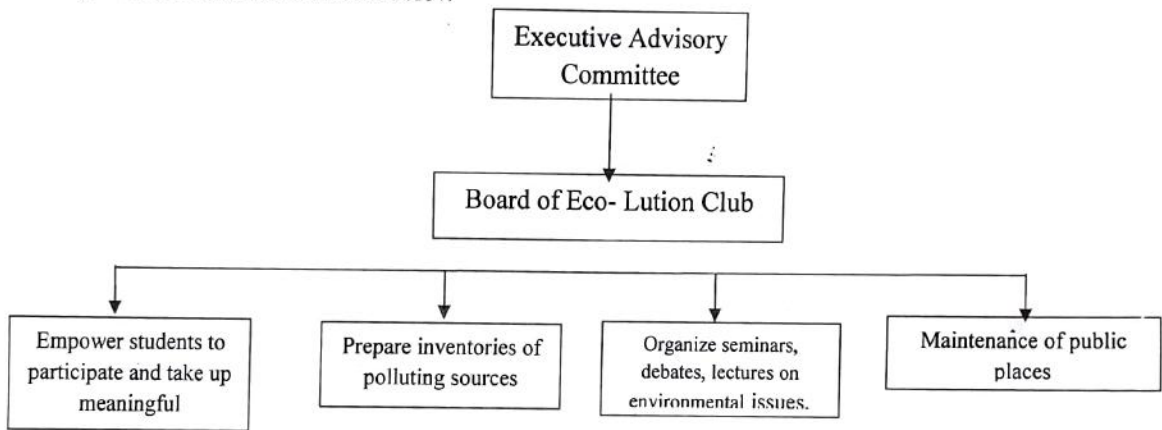 Executive Advisory
Committee
Board of Eco- Lution Club
Empower students to
participate and take up
meaningful
Prepare inventories of
polluting sources
Organize seminars,
debates, lectures on
environmental issues.
Maintenance of public
places